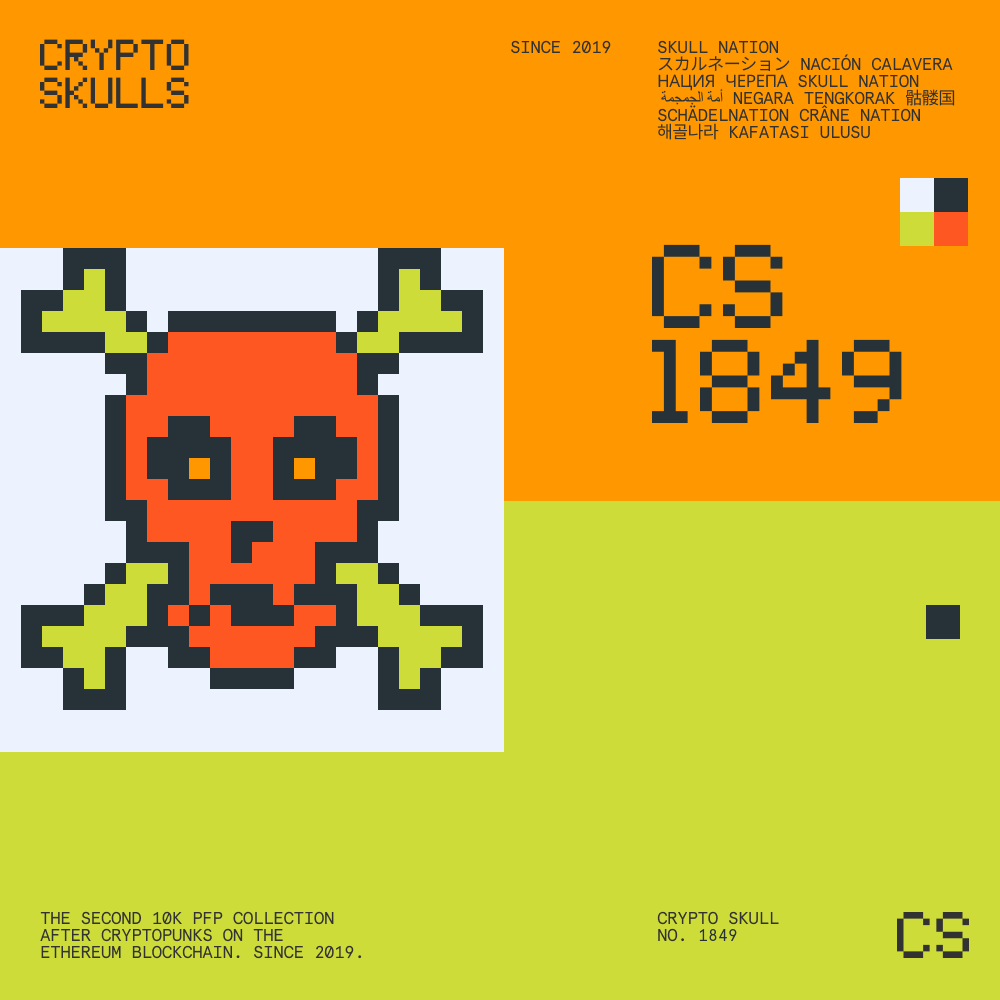 CRYPTO
SKULLS
SINCE 2019
SKULL NATION
スカルネーション NACIÓN CALAVERA
НАЦИЯ ЧЕРЕПА SKULL NATION
أمة الجمجمة NEGARA TENGKORAK 骷髅国
SCHÄDELNATION CRÂNE NATION
해골나라 KAFATASI ULUSU
CS
1849
THE SECOND 10K PFP COLLECTION
AFTER CRYPTOPUNKS ON THE
ETHEREUM BLOCKCHAIN. SINCE 2019.
CRYPTO SKULL
NO. 1849
CS